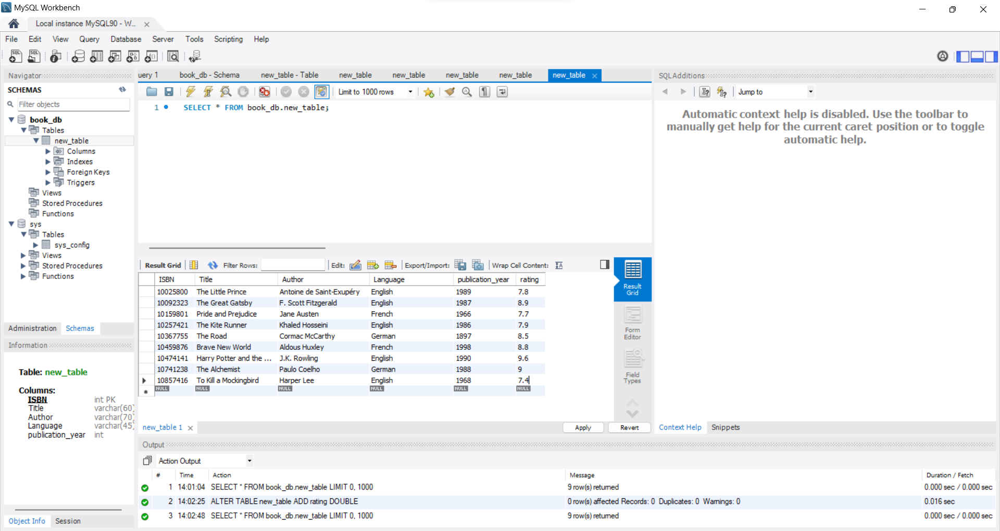 MySQL Workbench
Local instance MySQL90 - W...
File Edit View Query Database Server Tools Scripting Help
Navigator
SCHEMAS
Filter objects
book_db
Tables
new_table
Columns
Indexes
Foreign Keys
Triggers
Views
Stored Procedures
Functions
sys
Tables
sys_config
Views
Stored Procedures
Functions
Administration Schemas
Information
Table: new_table
Columns:
ISBN int PK
Title varchar(60)
Author varchar(70)
Language varchar(45)
publication_year int
Object Info Session
uery 1 book_db - Schema new_table - Table new_table new_table new_table new_table new_table
Limit to 1000 rows
1 SELECT * FROM book_db.new_table;
Result Grid Filter Rows: Edit: Export/Import: Wrap Cell Content:
ISBN Title Author Language publication_year rating
10025800 The Little Prince Antoine de Saint-Exupéry English 1989 7.8
10092323 The Great Gatsby F. Scott Fitzgerald English 1987 8.9
10159801 Pride and Prejudice Jane Austen French 1966 7.7
10257421 The Kite Runner Khaled Hosseini English 1986 7.9
10367755 The Road Cormac McCarthy German 1897 8.5
10459876 Brave New World Aldous Huxley French 1998 8.8
10474141 Harry Potter and the ... J.K. Rowling English 1990 9.6
10741238 The Alchemist Paulo Coelho German 1988 9
10857416 To Kill a Mockingbird Harper Lee English 1968 7.4
NULL NULL NULL NULL NULL NULL
Result
Grid
Form
Editor
Field
Types
new_table 1 Apply Revert
SQLAdditions
Jump to
Automatic context help is disabled. Use the toolbar to
manually get help for the current caret position or to toggle
automatic help.
Context Help Snippets
Output
Action Output
# Time Action Message Duration / Fetch
1 14:01:04 SELECT * FROM book_db.new_table LIMIT 0, 1000 9 row(s) returned 0.000 sec / 0.000 sec
2 14:02:25 ALTER TABLE new_table ADD rating DOUBLE 0 row(s) affected Records: 0 Duplicates: 0 Warnings: 0 0.016 sec
3 14:02:48 SELECT * FROM book_db.new_table LIMIT 0, 1000 9 row(s) returned 0.000 sec / 0.000 sec